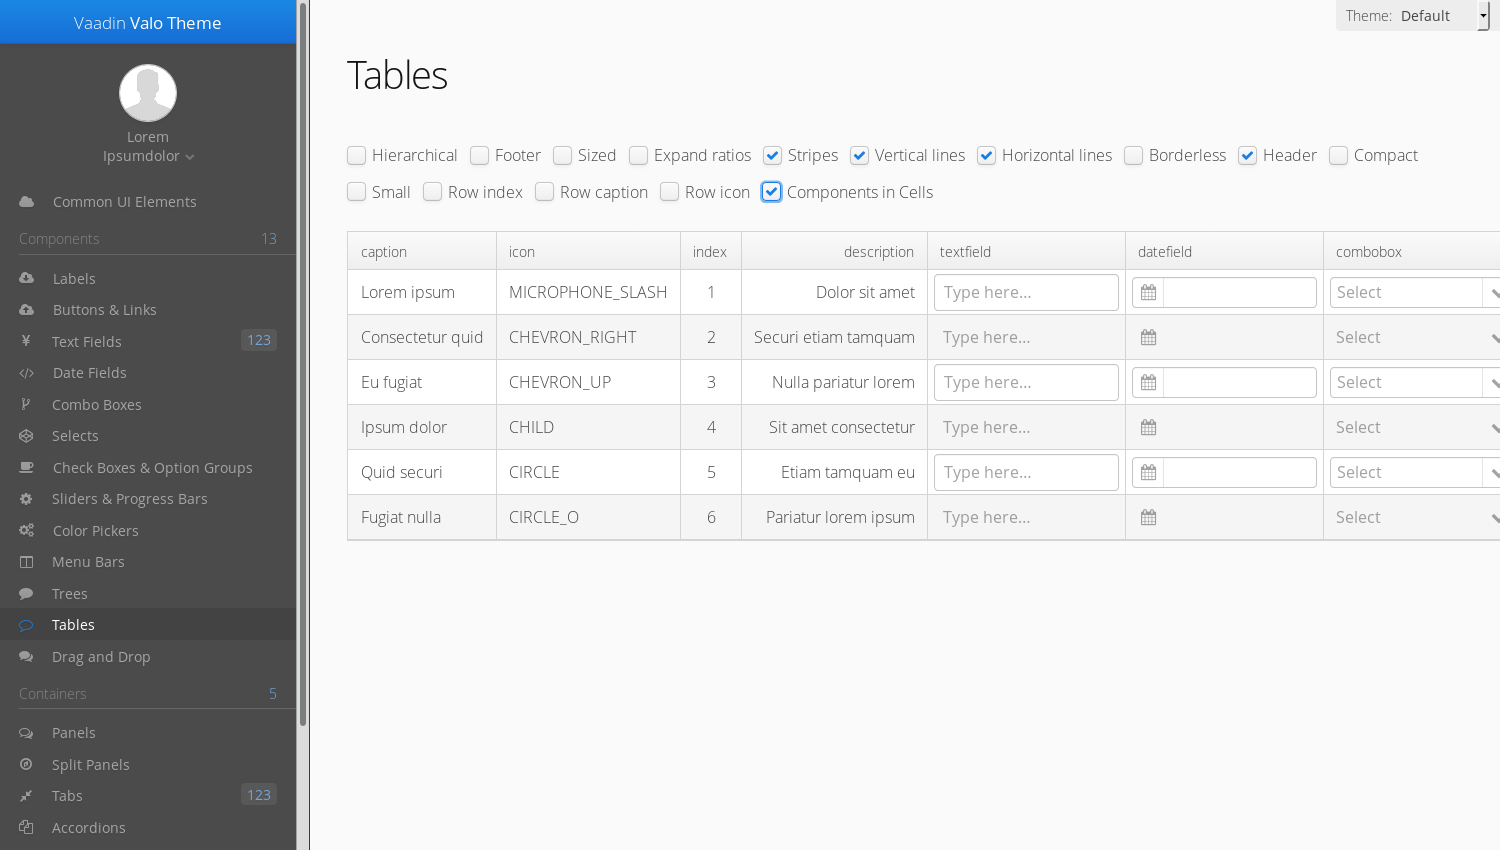 Vaadin Valo Theme
Lorem
Ipsumdolor
Common UI Elements
Components 13
Labels
Buttons & Links
Text Fields 123
Date Fields
Combo Boxes
Selects
Check Boxes & Option Groups
Sliders & Progress Bars
Color Pickers
Menu Bars
Trees
Tables
Drag and Drop
Containers 5
Panels
Split Panels
Tabs 123
Accordions
Theme: Default
Tables
Hierarchical Footer Sized Expand ratios Stripes Vertical lines Horizontal lines Borderless Header Compact
Small Row index Row caption Row icon Components in Cells
caption icon index description textfield datefield combobox
Lorem ipsum MICROPHONE_SLASH 1 Dolor sit amet Type here... Select
Consectetur quid CHEVRON_RIGHT 2 Securi etiam tamquam Type here... Select
Eu fugiat CHEVRON_UP 3 Nulla pariatur lorem Type here... Select
Ipsum dolor CHILD 4 Sit amet consectetur Type here... Select
Quid securi CIRCLE 5 Etiam tamquam eu Type here... Select
Fugiat nulla CIRCLE_O 6 Pariatur lorem ipsum Type here... Select